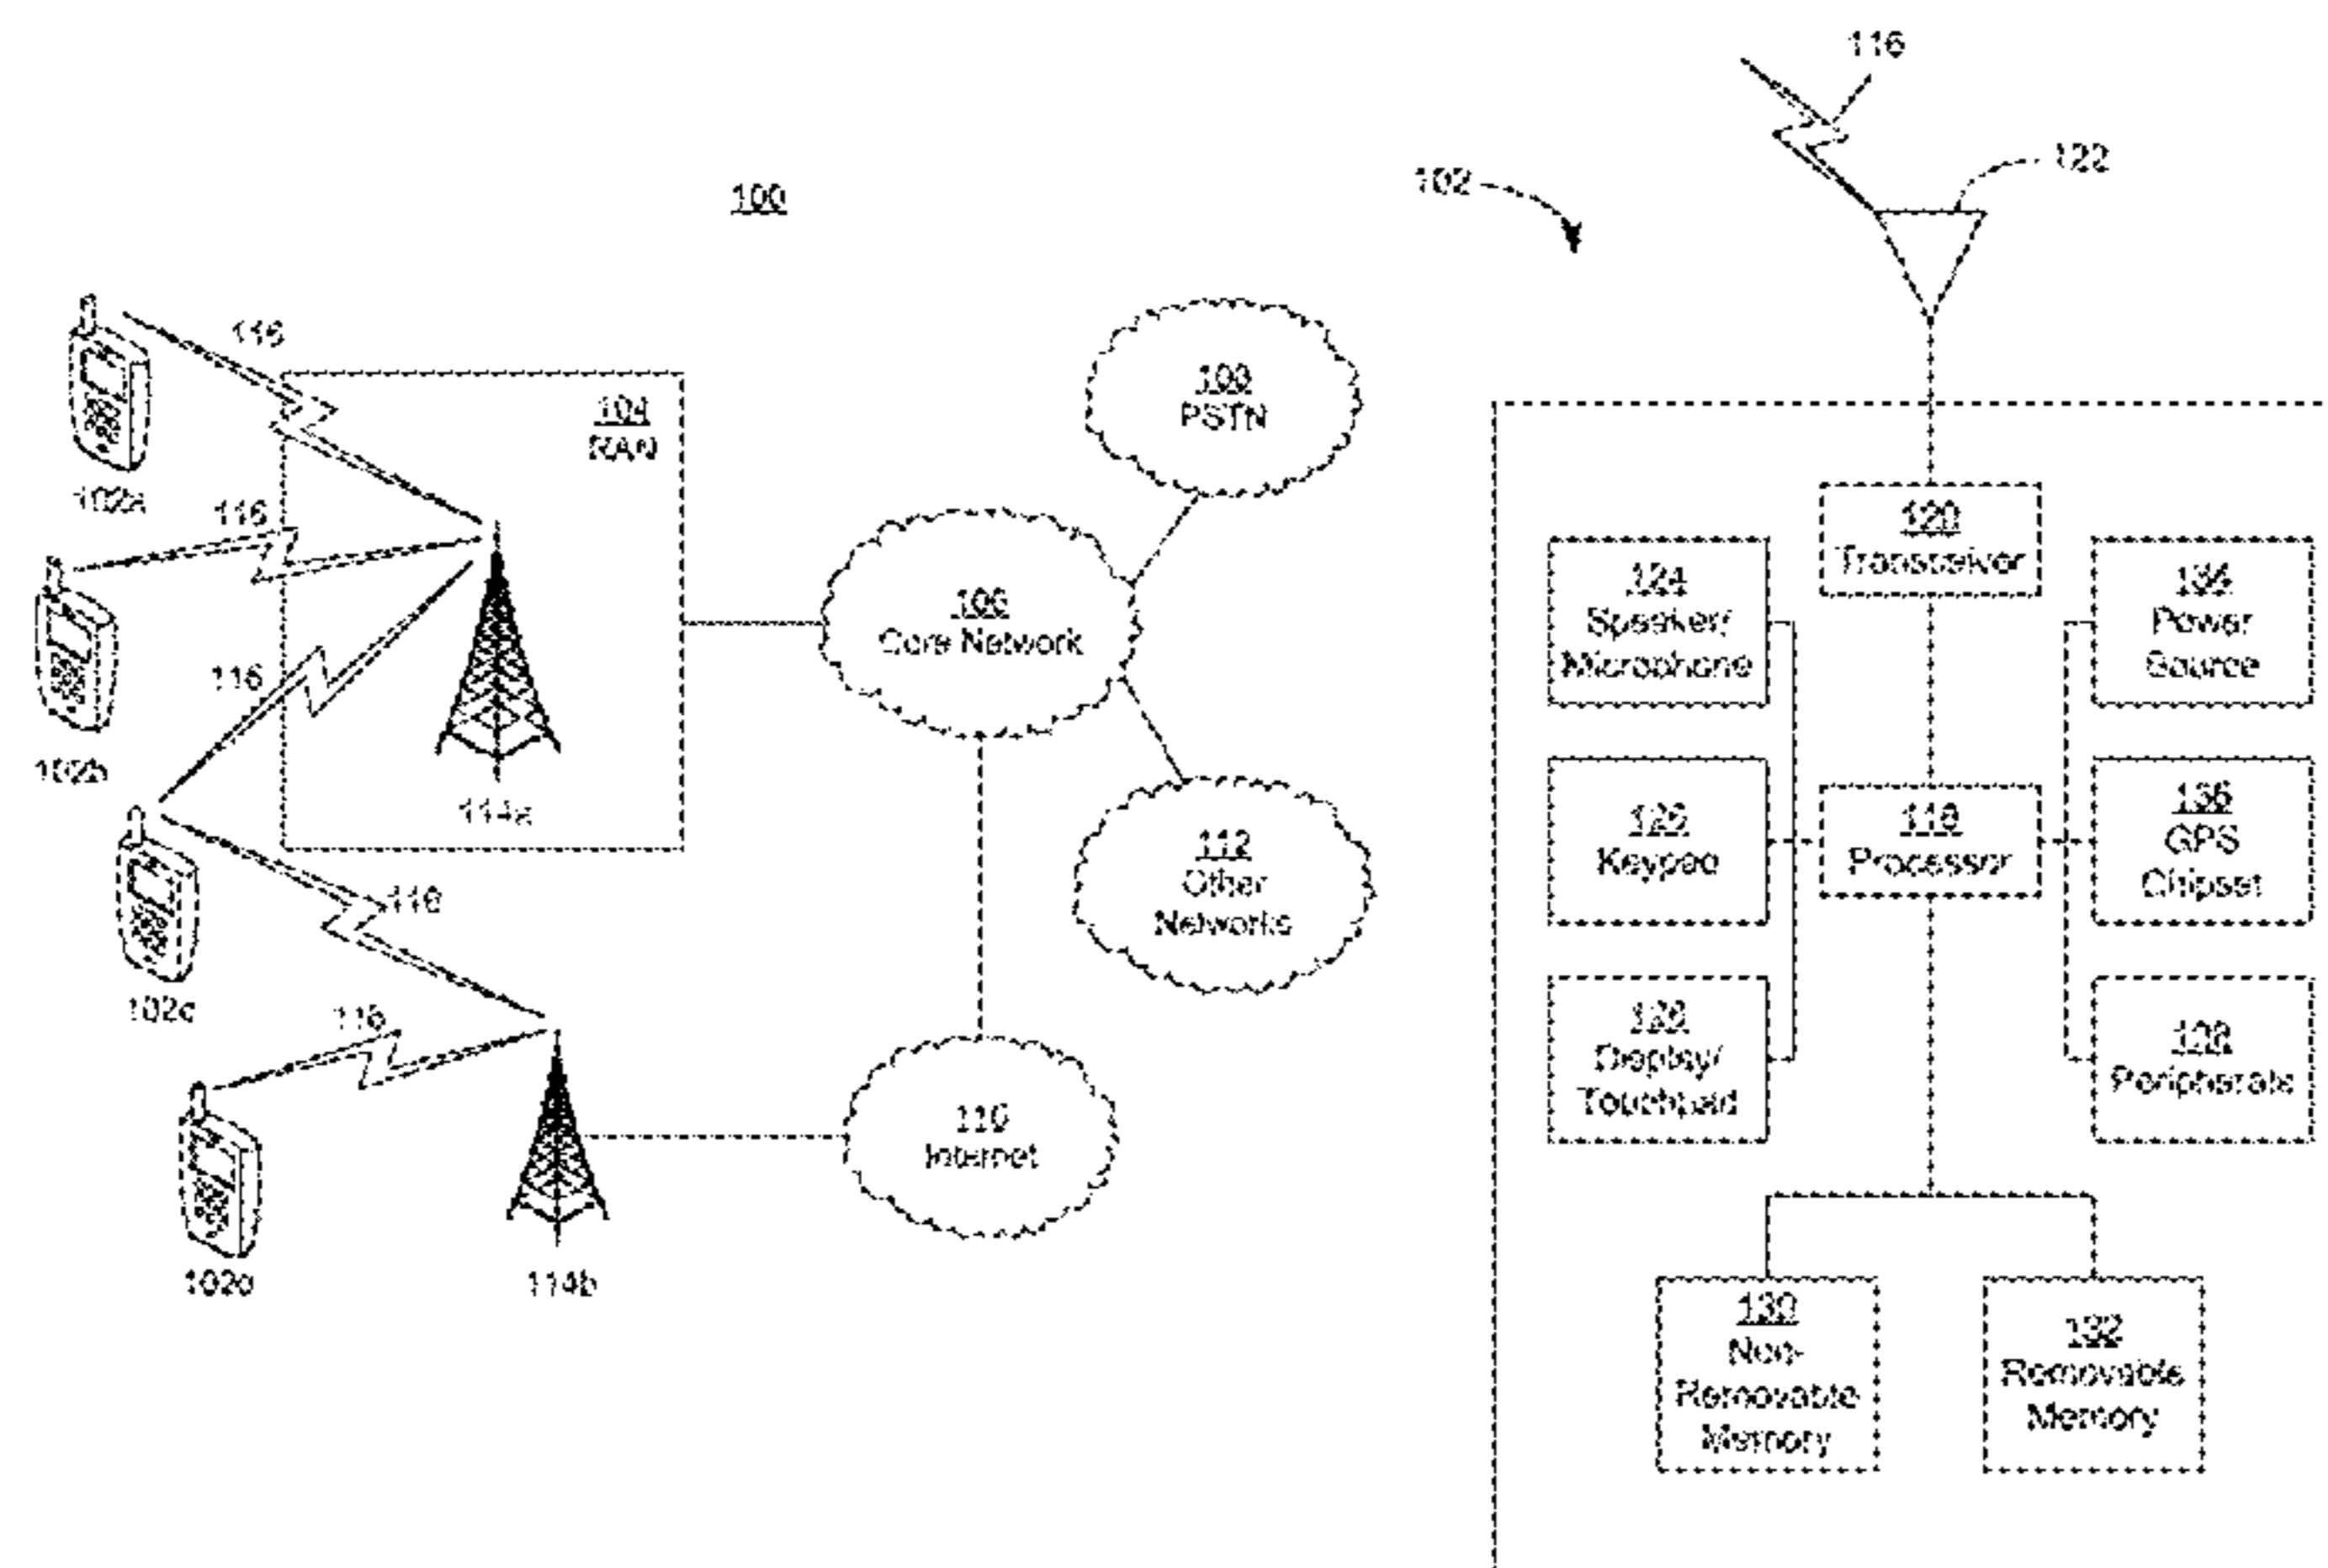 100
116
104
RAN
102a
116
102b
116
114a
102c
116
116
102d
114b
108
PSTN
106
Core Network
112
Other
Networks
110
Internet
116
102
122
120
Transceiver
124
Speaker/
Microphone
Power
Source
126
Keypad
118
Processor
136
GPS
Chipset
128
Display/
Touchpad
138
Peripherals
130
Non-
Removable
Memory
132
Removable
Memory